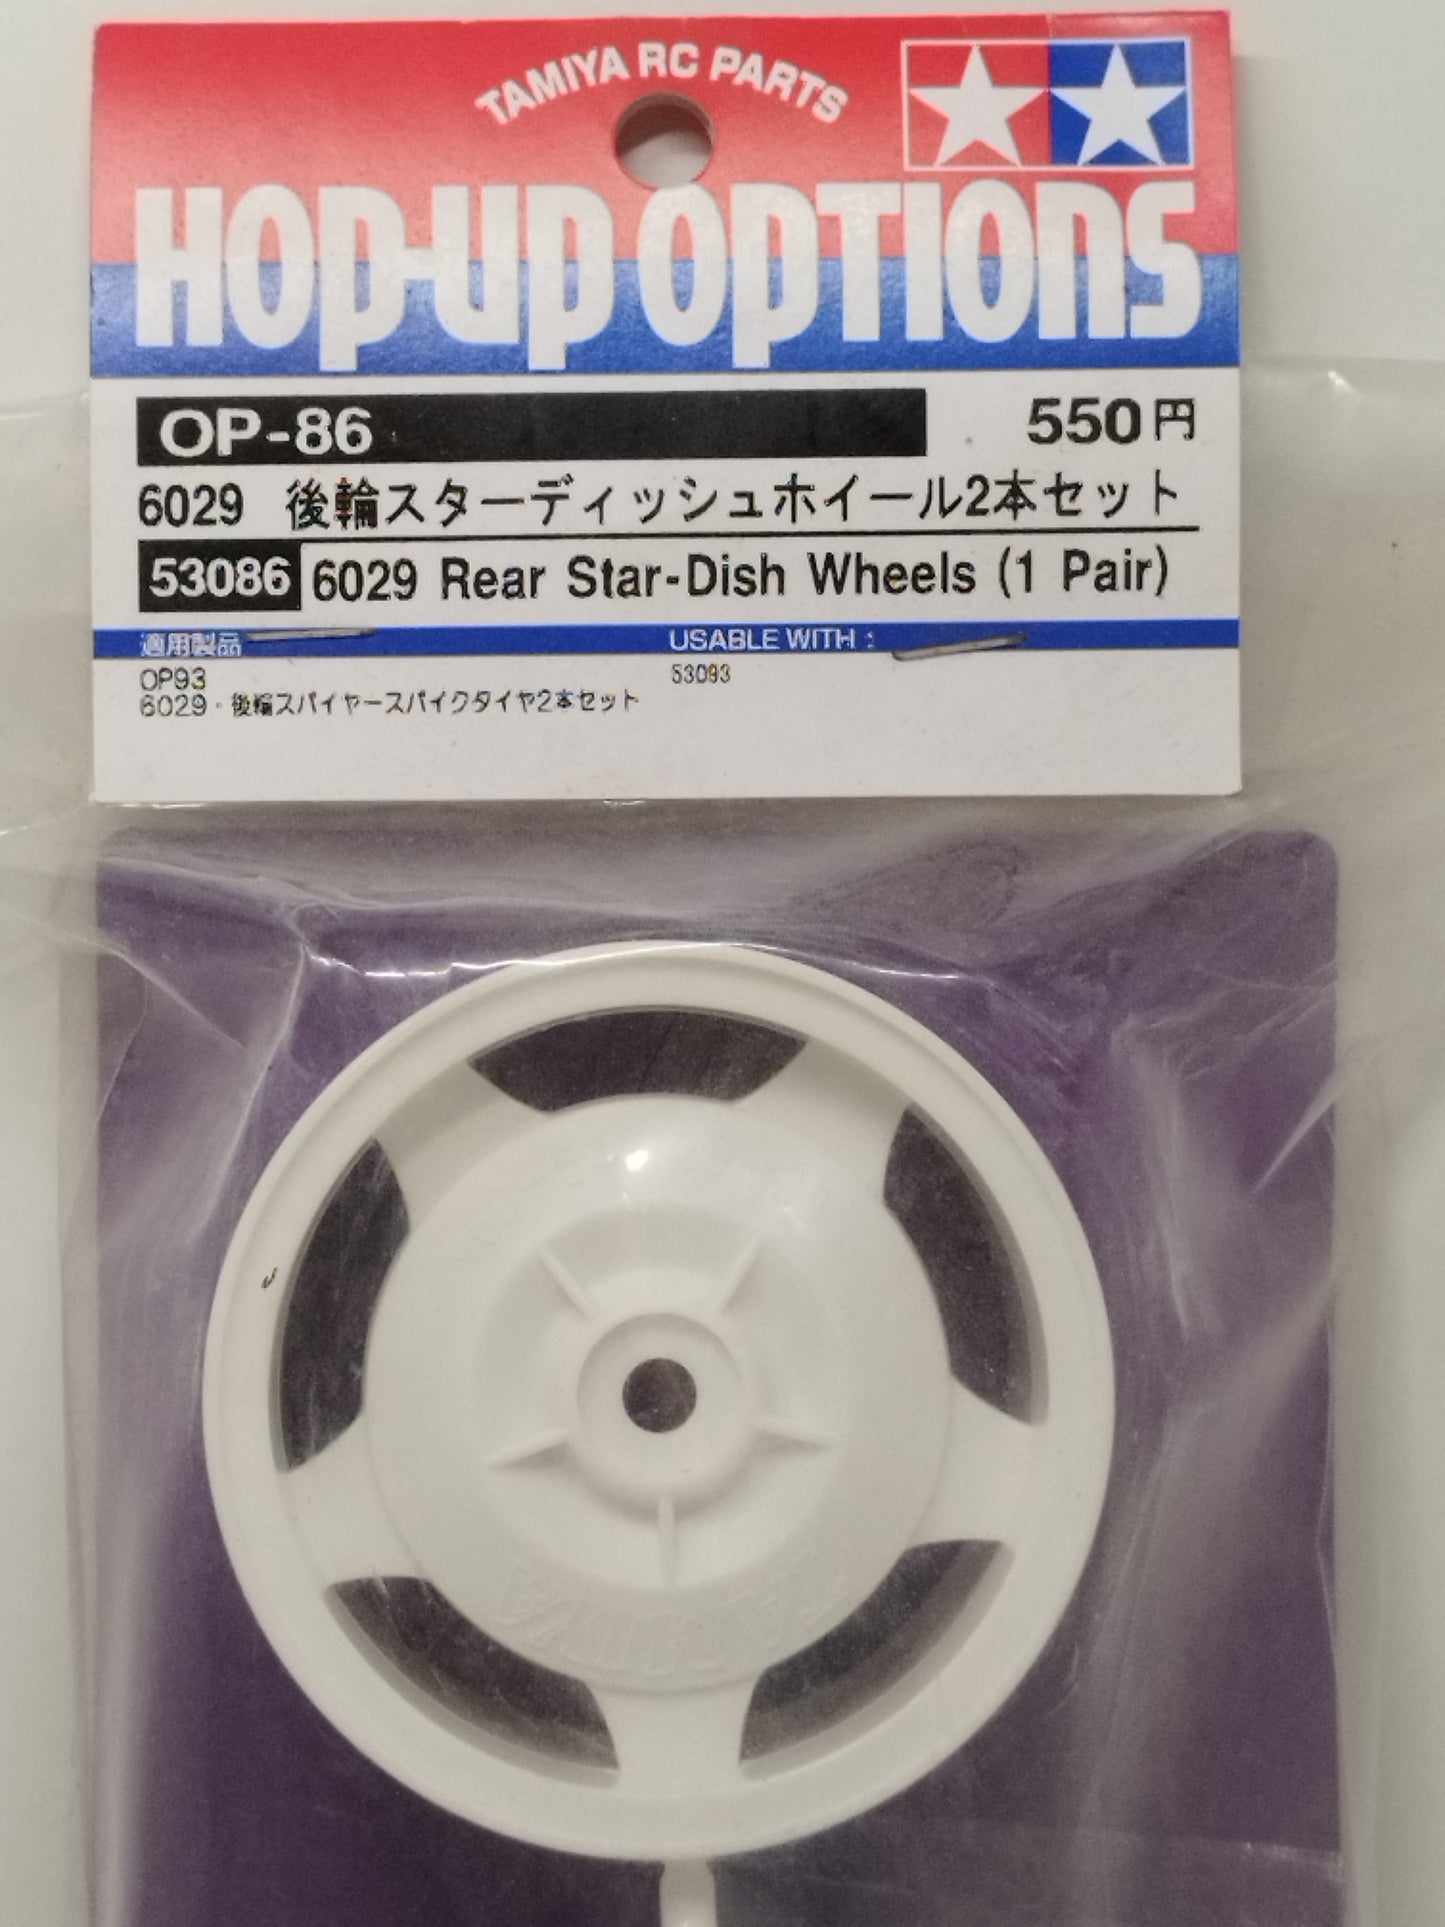 TAMIYA RC PARTS
HOP-UP OPTIONS
OP-86 550円
6029 後輪スターディッシュホイール2本セット
53086 6029 Rear Star-Dish Wheels (1 Pair)
適用製品 USABLE WITH :
OP93 53093
6029・後輪スパイヤースパイクタイヤ2本セット
TAMIYA